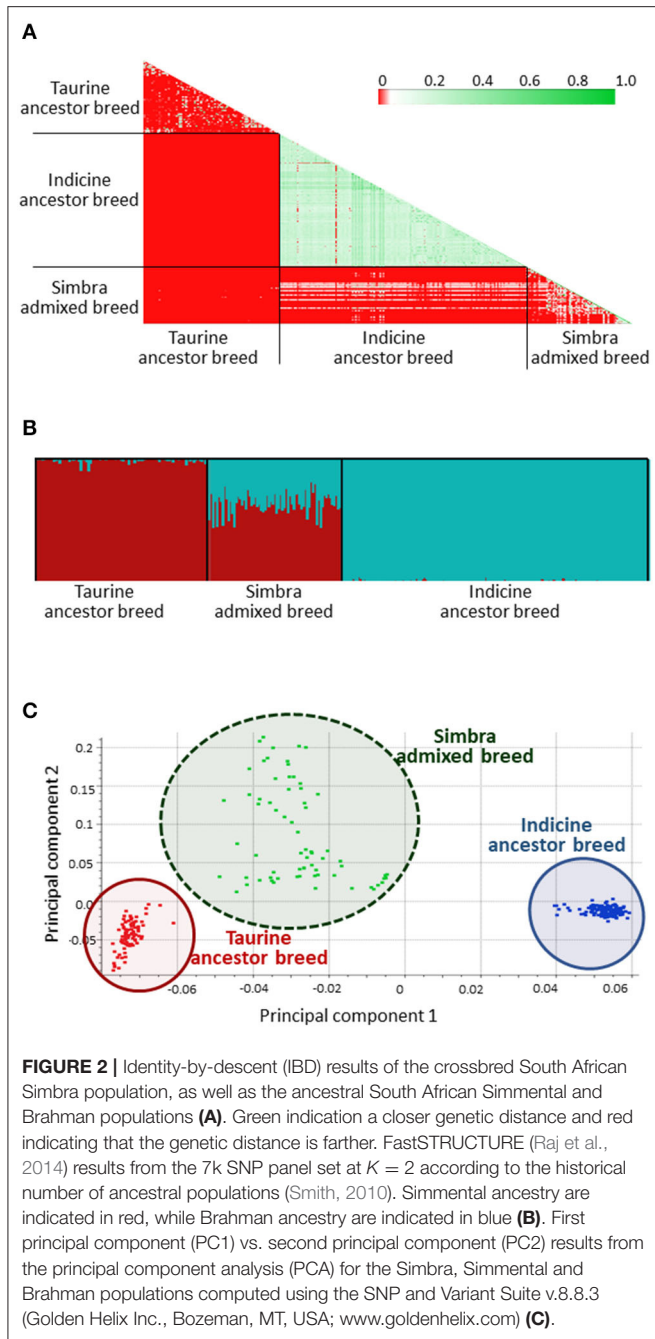 A
Taurine
ancestor breed
Indicine
ancestor breed
Simbra
admixed breed
0 0.2 0.4 0.6 0.8 1.0
Taurine
ancestor breed
Indicine
ancestor breed
Simbra
admixed breed
B
Taurine
ancestor breed
Simbra
admixed breed
Indicine
ancestor breed
C
Principal component 2
0.2
0.15
0.1
0.05
0.0
-0.05
Simbra
admixed breed
Indicine
ancestor breed
Taurine
ancestor breed
-0.06 -0.04 -0.02 0 0.02 0.04 0.06
Principal component 1
FIGURE 2 | Identity-by-descent (IBD) results of the crossbred South African
Simbra population, as well as the ancestral South African Simmental and
Brahman populations (A). Green indication a closer genetic distance and red
indicating that the genetic distance is farther. FastSTRUCTURE (Raj et al.,
2014) results from the 7k SNP panel set at K = 2 according to the historical
number of ancestral populations (Smith, 2010). Simmental ancestry are
indicated in red, while Brahman ancestry are indicated in blue (B). First
principal component (PC1) vs. second principal component (PC2) results from
the principal component analysis (PCA) for the Simbra, Simmental and
Brahman populations computed using the SNP and Variant Suite v.8.8.3
(Golden Helix Inc., Bozeman, MT, USA; www.goldenhelix.com) (C).